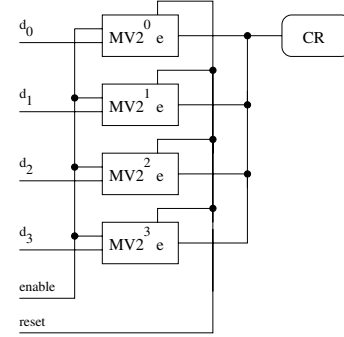 d0
MV2^0 e
CR
d1
MV2^1 e
d2
MV2^2 e
d3
MV2^3 e
enable
reset